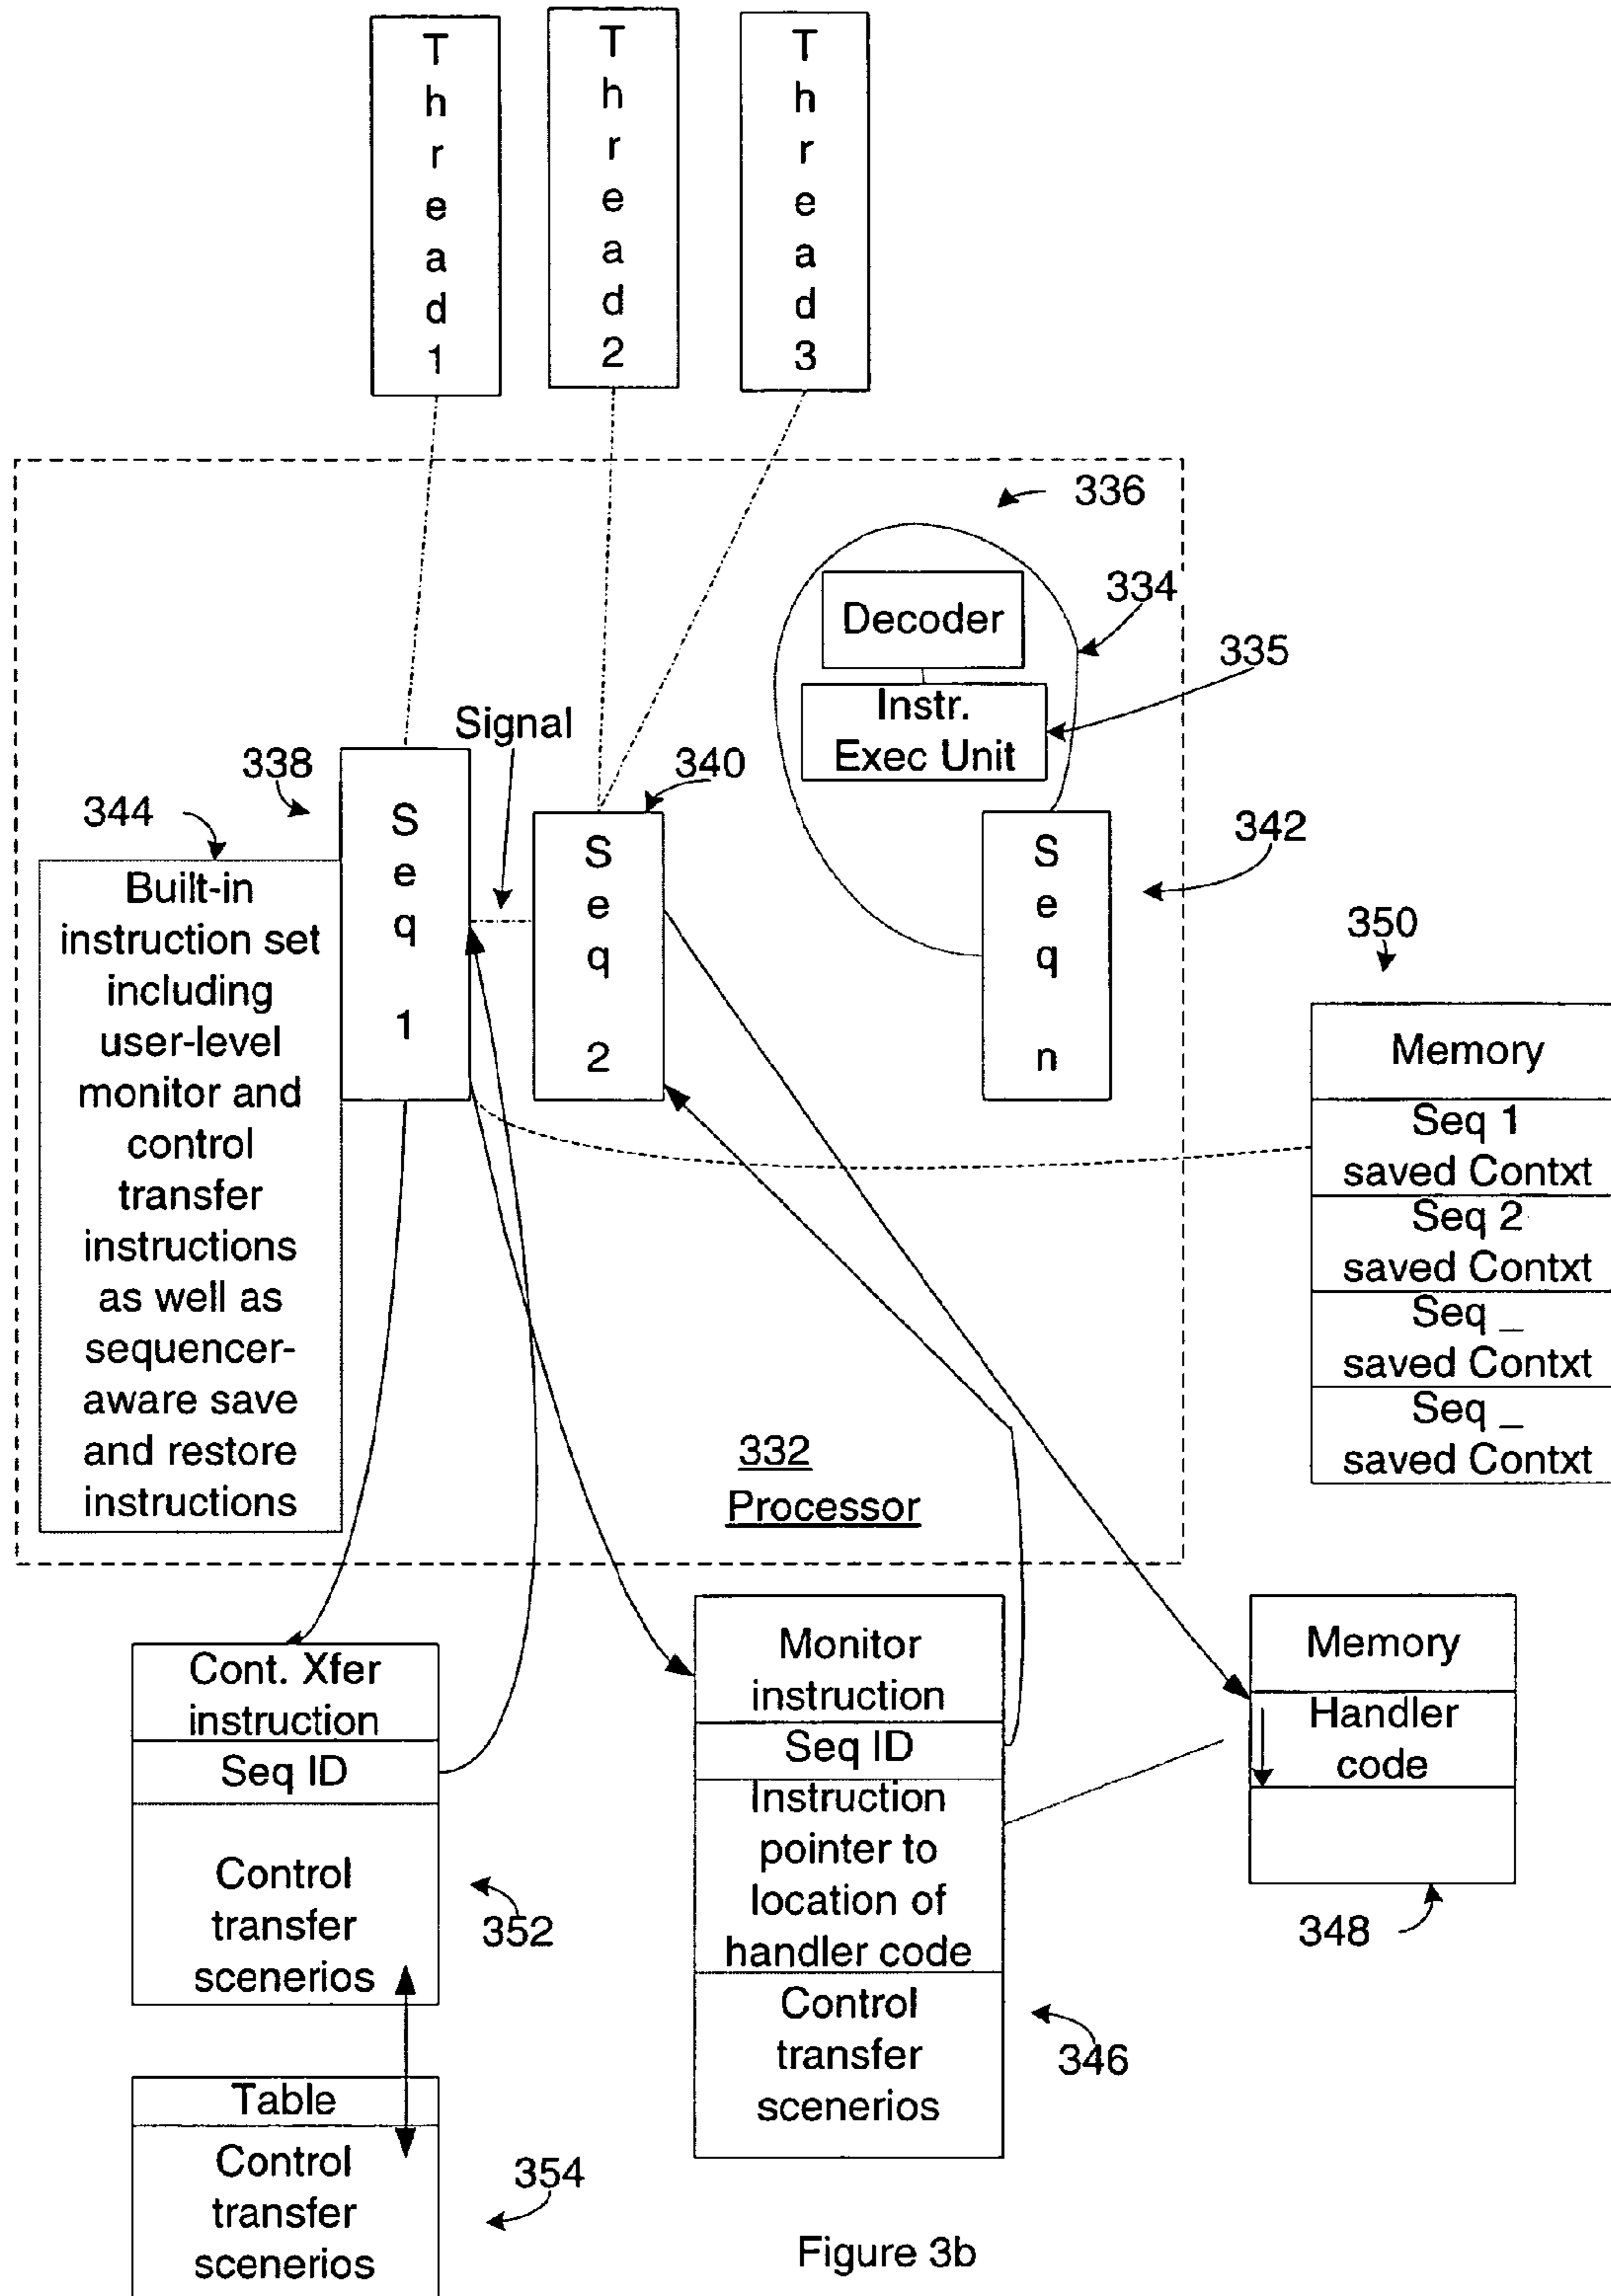 Thread 1
Thread 2
Thread 3
336
334
335
Decoder
Instr.
Exec Unit
Signal
338
340
344
342
Seq 1
Seq 2
Seq n
Built-in
instruction set
including
user-level
monitor and
control
transfer
instructions
as well as
sequencer-
aware save
and restore
instructions
350
Memory
Seq 1
saved Contxt
Seq 2
saved Contxt
Seq _
saved Contxt
Seq _
saved Contxt
332
Processor
Cont. Xfer
instruction
Seq ID
Control
transfer
scenerios
352
Table
Control
transfer
scenerios
354
Monitor
instruction
Seq ID
Instruction
pointer to
location of
handler code
Control
transfer
scenerios
346
Memory
Handler
code
348
Figure 3b